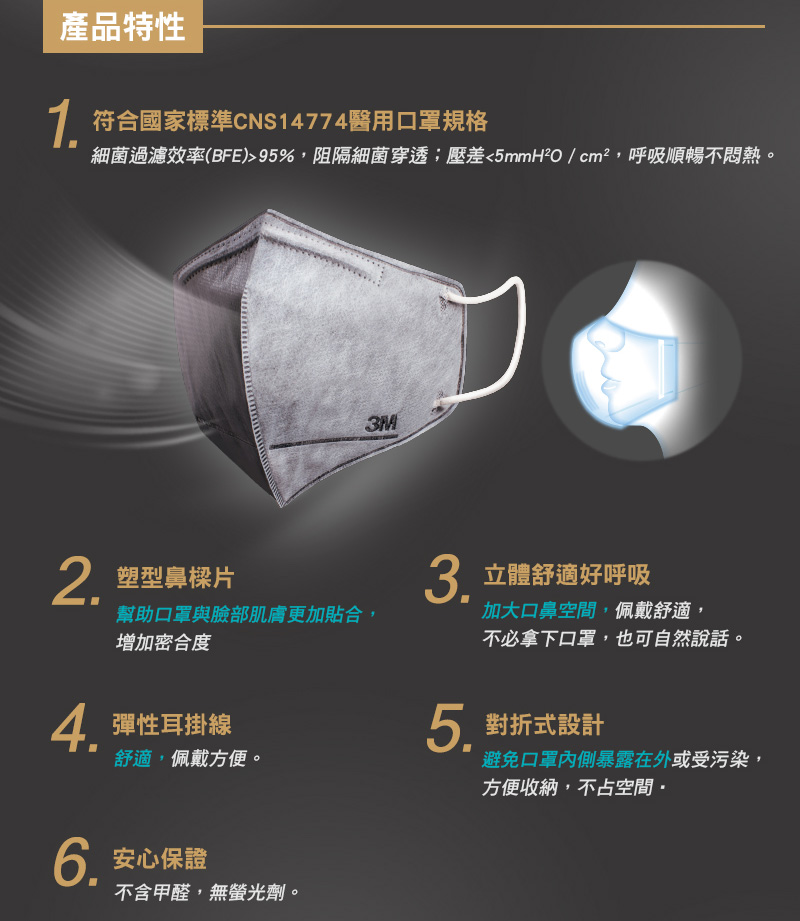 產品特性
1. 符合國家標準CNS14774醫用口罩規格
細菌過濾效率(BFE)>95%，阻隔細菌穿透；壓差<5mmH²O / cm²，呼吸順暢不悶熱。
3M
2. 塑型鼻樑片
幫助口罩與臉部肌膚更加貼合，
增加密合度
3. 立體舒適好呼吸
加大口鼻空間，佩戴舒適，
不必拿下口罩，也可自然說話。
4. 彈性耳掛線
舒適，佩戴方便。
5. 對折式設計
避免口罩內側暴露在外或受污染，
方便收納，不占空間·
6. 安心保證
不含甲醛，無螢光劑。